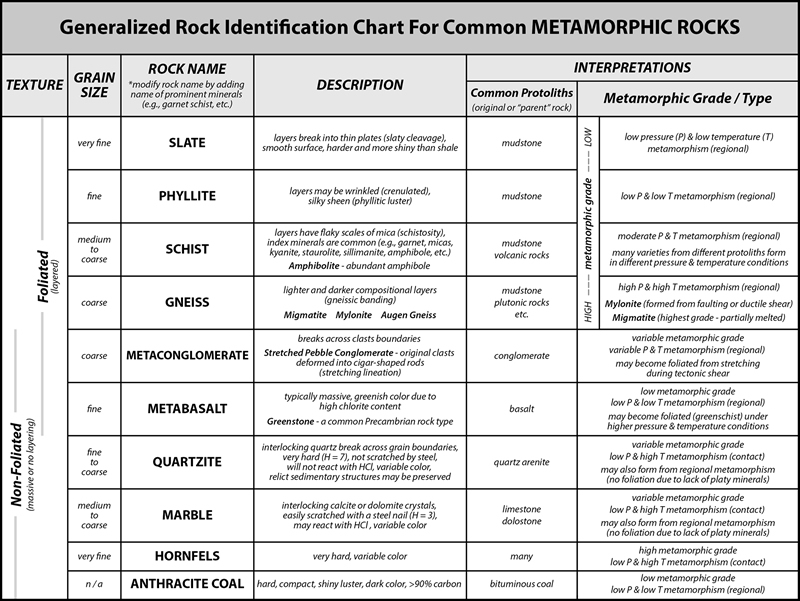 Generalized Rock Identification Chart For Common METAMORPHIC ROCKS
TEXTURE
GRAIN
SIZE
ROCK NAME
*modify rock name by adding
name of prominent minerals
(e.g., garnet schist, etc.)
DESCRIPTION
INTERPRETATIONS
Common Protoliths
(original or "parent" rock)
Metamorphic Grade / Type
Foliated
(layered)
Non-Foliated
(massive or no layering)
HIGH --- metamorphic grade --- LOW
very fine
SLATE
layers break into thin plates (slaty cleavage),
smooth surface, harder and more shiny than shale
mudstone
low pressure (P) & low temperature (T)
metamorphism (regional)
fine
PHYLLITE
layers may be wrinkled (crenulated),
silky sheen (phyllitic luster)
mudstone
low P & low T metamorphism (regional)
medium
to
coarse
SCHIST
layers have flaky scales of mica (schistosity),
index minerals are common (e.g., garnet, micas,
kyanite, staurolite, sillimanite, amphibole, etc.)
Amphibolite - abundant amphibole
mudstone
volcanic rocks
moderate P & T metamorphism (regional)
many varieties from different protoliths form
in different pressure & temperature conditions
coarse
GNEISS
lighter and darker compositional layers
(gneissic banding)
Migmatite Mylonite Augen Gneiss
mudstone
plutonic rocks
etc.
high P & high T metamorphism (regional)
Mylonite (formed from faulting or ductile shear)
Migmatite (highest grade - partially melted)
coarse
METACONGLOMERATE
breaks across clasts boundaries
Stretched Pebble Conglomerate - original clasts
deformed into cigar-shaped rods
(stretching lineation)
conglomerate
variable metamorphic grade
variable P & T metamorphism (regional)
may become foliated from stretching
during tectonic shear
fine
METABASALT
typically massive, greenish color due to
high chlorite content
Greenstone - a common Precambrian rock type
basalt
low metamorphic grade
low P & low T metamorphism (regional)
may become foliated (greenschist) under
higher pressure & temperature conditions
fine
to
coarse
QUARTZITE
interlocking quartz break across grain boundaries,
very hard (H = 7), not scratched by steel,
will not react with HCl, variable color,
relict sedimentary structures may be preserved
quartz arenite
variable metamorphic grade
low P & high T metamorphism (contact)
may also form from regional metamorphism
(no foliation due to lack of platy minerals)
medium
to
coarse
MARBLE
interlocking calcite or dolomite crystals,
easily scratched with a steel nail (H = 3),
may react with HCl , variable color
limestone
dolostone
variable metamorphic grade
low P & high T metamorphism (contact)
may also form from regional metamorphism
(no foliation due to lack of platy minerals)
very fine
HORNFELS
very hard, variable color
many
high metamorphic grade
low P & high T metamorphism (contact)
n / a
ANTHRACITE COAL
hard, compact, shiny luster, dark color, >90% carbon
bituminous coal
low metamorphic grade
low P & low T metamorphism (regional)